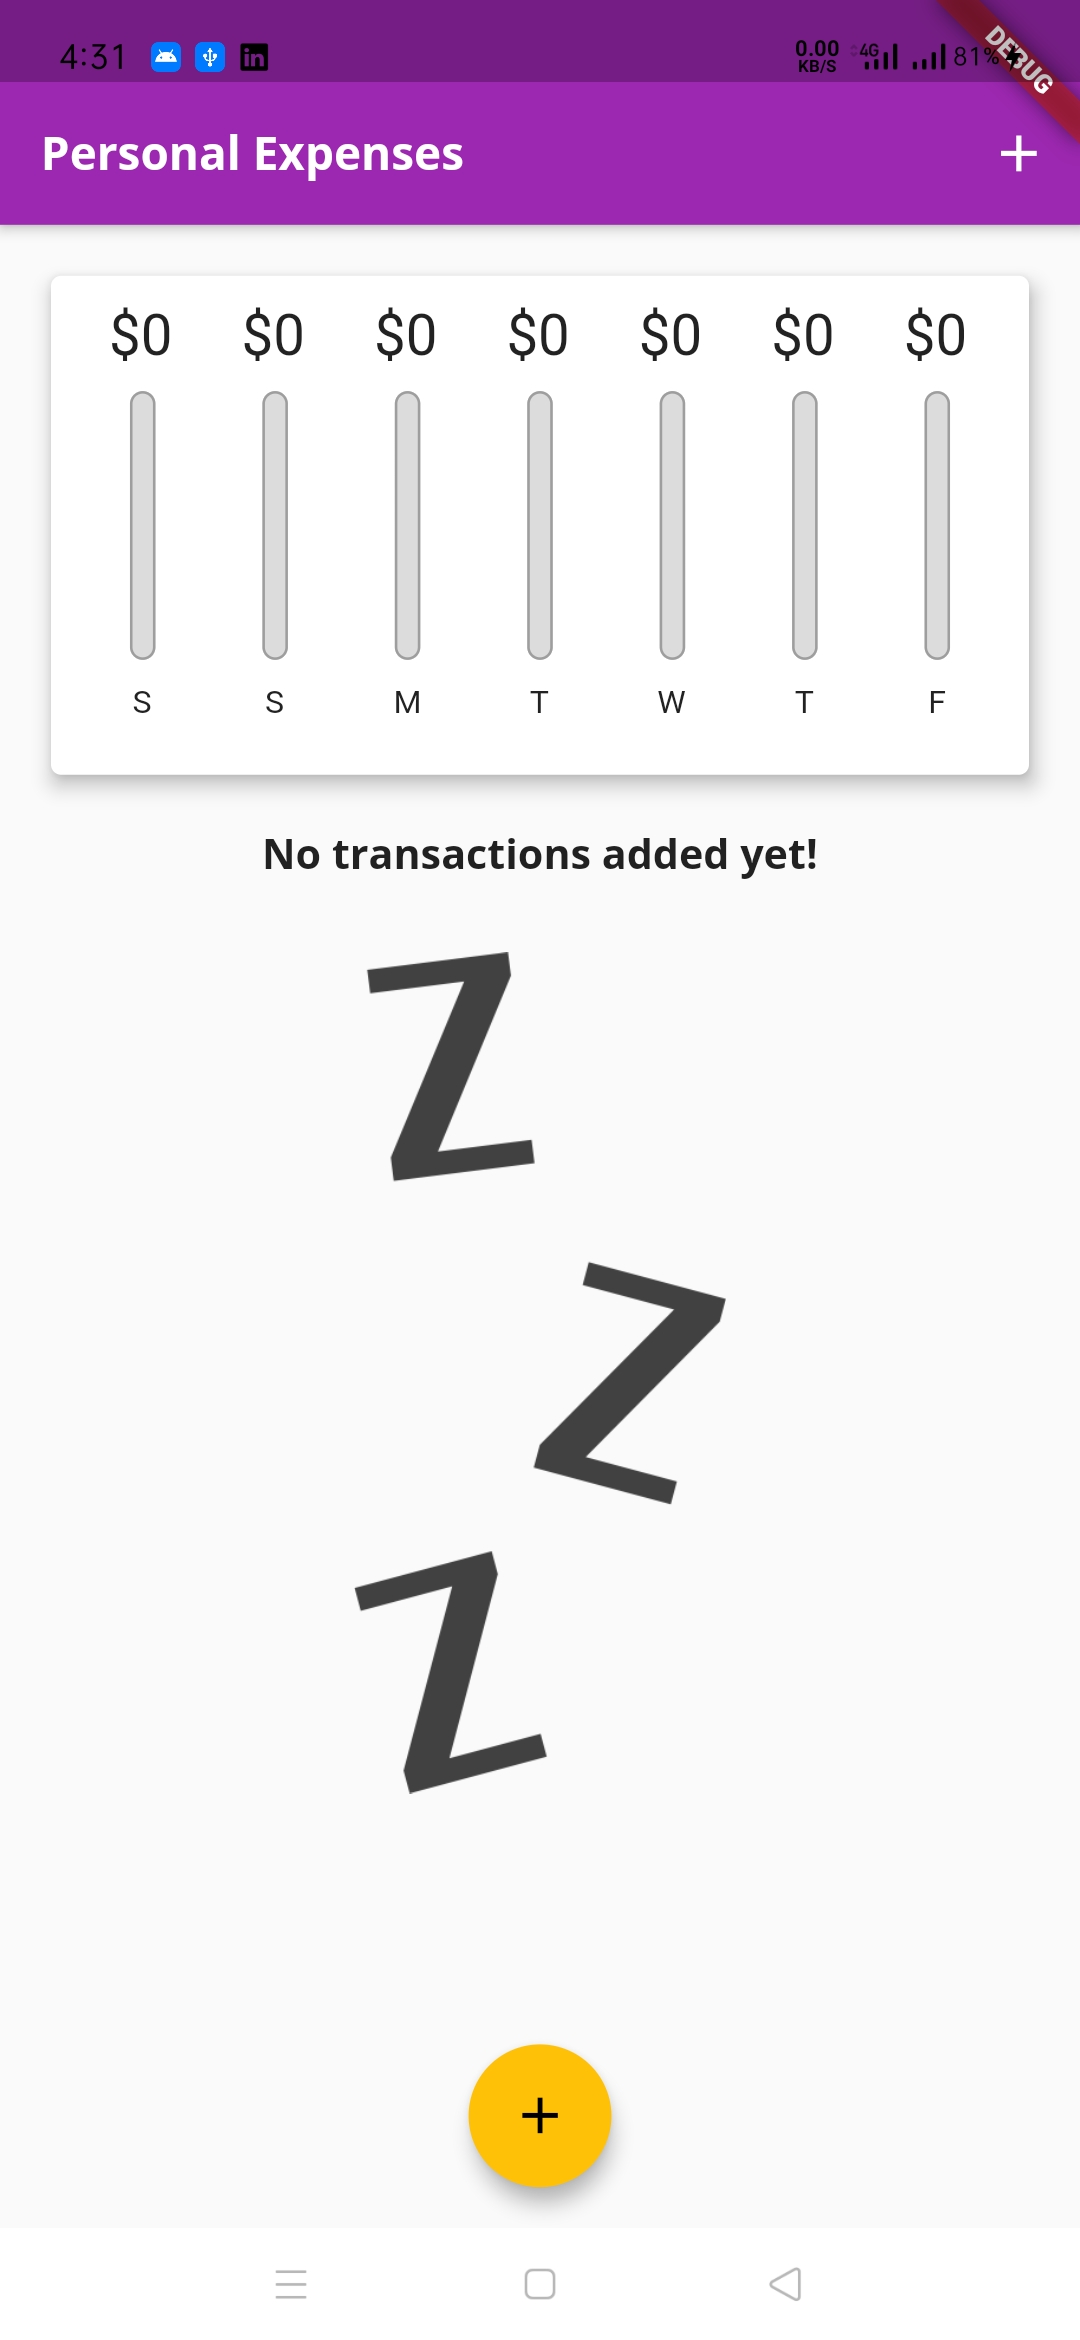 4:31 in 0.00 KB/S 4G 81% DEBUG
Personal Expenses +
$0 $0 $0 $0 $0 $0 $0
S S M T W T F
No transactions added yet!
Z
Z
Z
+